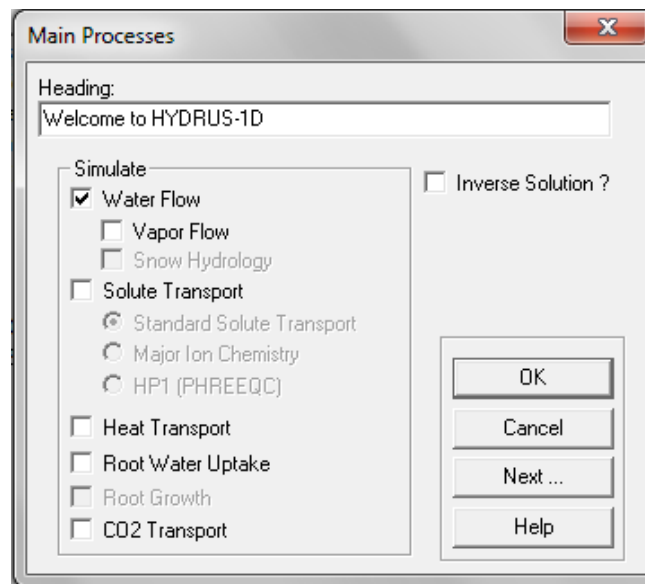 Main Processes
Heading:
Welcome to HYDRUS-1D
Simulate
Water Flow
Vapor Flow
Snow Hydrology
Solute Transport
Standard Solute Transport
Major Ion Chemistry
HP1 (PHREEQC)
Heat Transport
Root Water Uptake
Root Growth
CO2 Transport
Inverse Solution ?
OK
Cancel
Next ...
Help